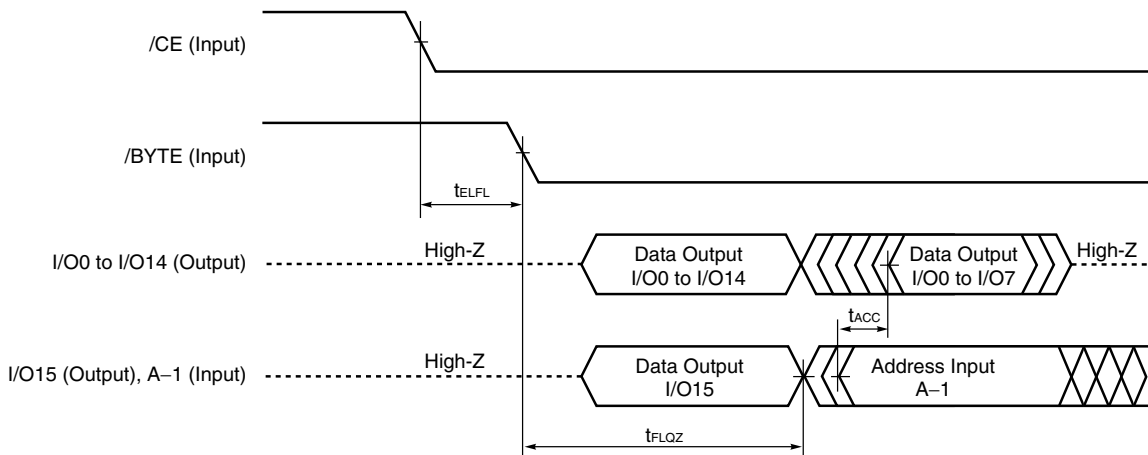 /CE (Input)
/BYTE (Input)
tELFL
I/O0 to I/O14 (Output)
High-Z
Data Output
I/O0 to I/O14
Data Output
I/O0 to I/O7
High-Z
tACC
I/O15 (Output), A−1 (Input)
High-Z
Data Output
I/O15
Address Input
A−1
tFLQZ